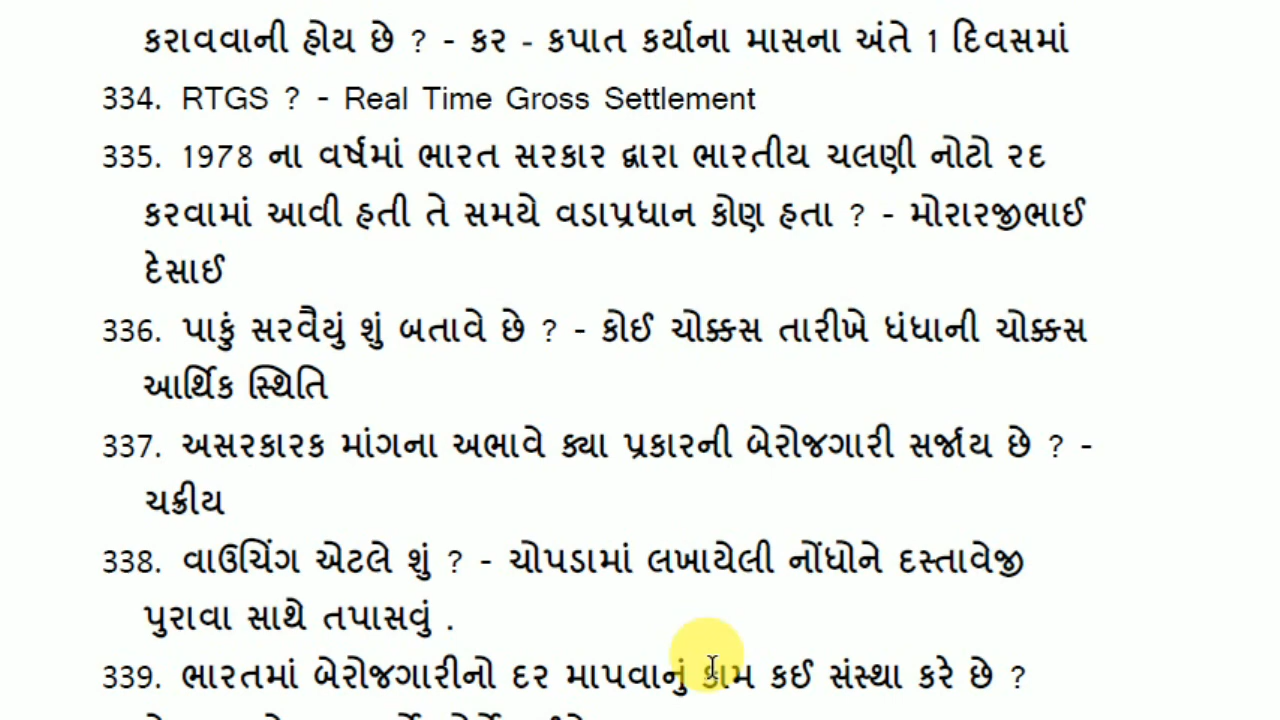 કરાવવાની હોય છે ? - કર - કપાત કર્યાના માસના અંતે 1 દિવસમાં
334. RTGS ? - Real Time Gross Settlement
335. 1978 ના વર્ષમાં ભારત સરકાર દ્વારા ભારતીય ચલણી નોટો રદ
કરવામાં આવી હતી તે સમયે વડાપ્રધાન કોણ હતા ? - મોરારજીભાઈ
દેસાઈ
336. પાકું સરવૈયું શું બતાવે છે ? - કોઈ ચોક્કસ તારીખે ધંધાની ચોક્કસ
આર્થિક સ્થિતિ
337. અસરકારક માંગના અભાવે ક્યા પ્રકારની બેરોજગારી સર્જાય છે ? -
ચક્રીય
338. વાઉચિંગ એટલે શું ? - ચોપડામાં લખાયેલી નોંધોને દસ્તાવેજી
પુરાવા સાથે તપાસવું .
339. ભારતમાં બેરોજગારીનો દર માપવાનું કામ કઈ સંસ્થા કરે છે ?